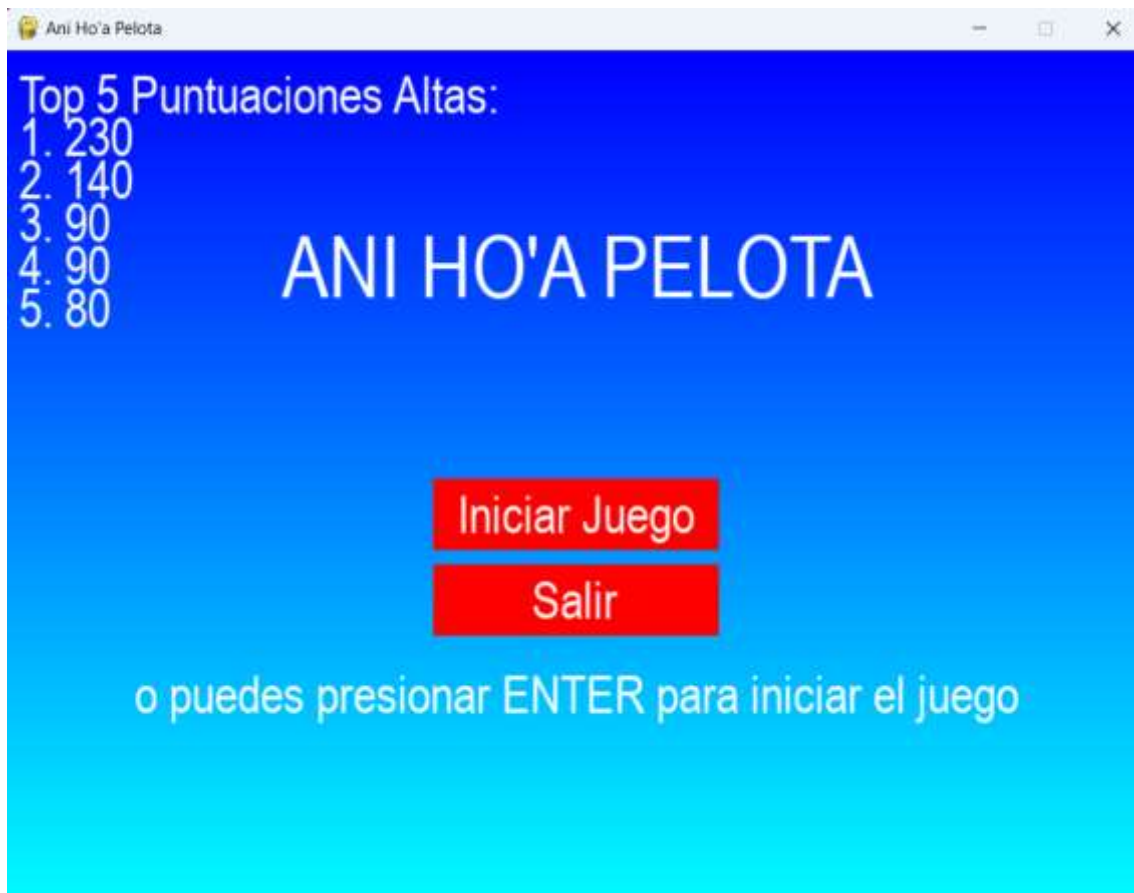 Ani Ho'a Pelota
Top 5 Puntuaciones Altas:
1. 230
2. 140
3. 90
4. 90
5. 80
ANI HO'A PELOTA
Iniciar Juego
Salir
o puedes presionar ENTER para iniciar el juego